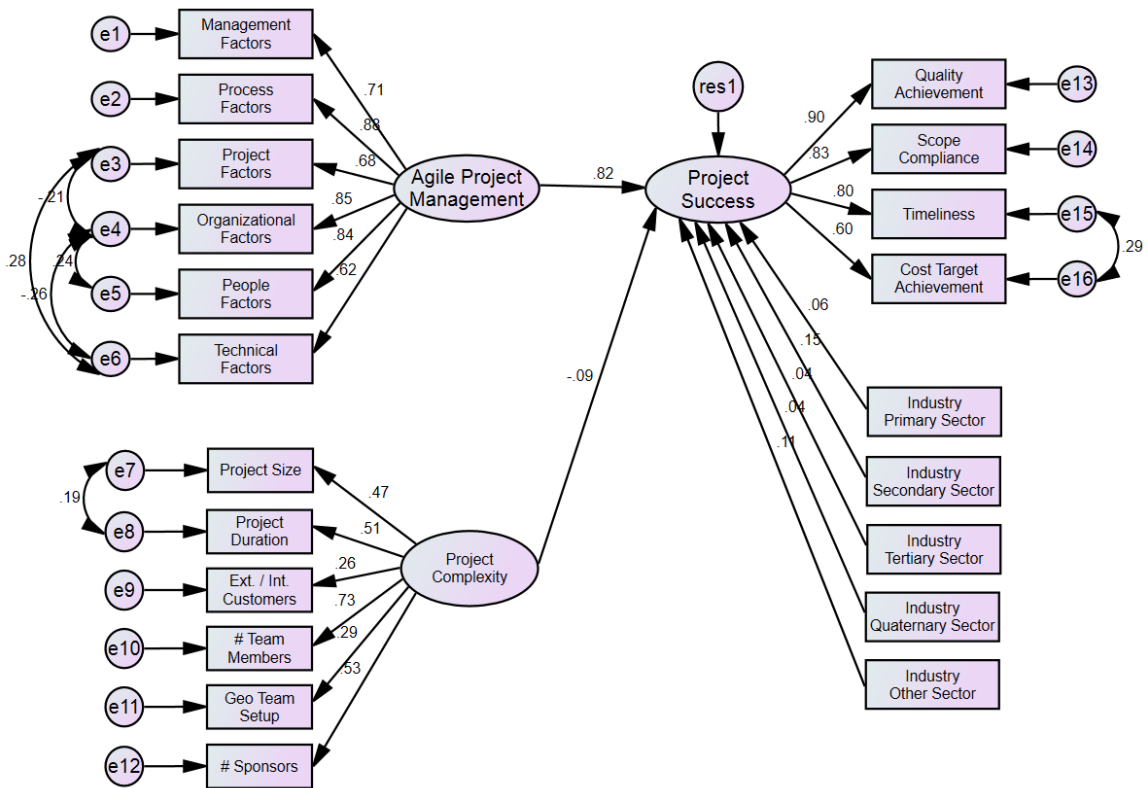 e1
Management
Factors
e2
Process
Factors
e3
Project
Factors
e4
Organizational
Factors
e5
People
Factors
e6
Technical
Factors
-.21
.24
.28
-.26
.71
.88
.68
.85
.84
.62
Agile Project
Management
.82
res1
Project
Success
.90
.83
.80
.60
Quality
Achievement
e13
Scope
Compliance
e14
Timeliness
e15
Cost Target
Achievement
e16
.29
e7
Project Size
e8
Project
Duration
.19
e9
Ext. / Int.
Customers
e10
# Team
Members
e11
Geo Team
Setup
e12
# Sponsors
.47
.51
.26
.73
.29
.53
Project
Complexity
-.09
.06
.15
.04
.04
.11
Industry
Primary Sector
Industry
Secondary Sector
Industry
Tertiary Sector
Industry
Quaternary Sector
Industry
Other Sector